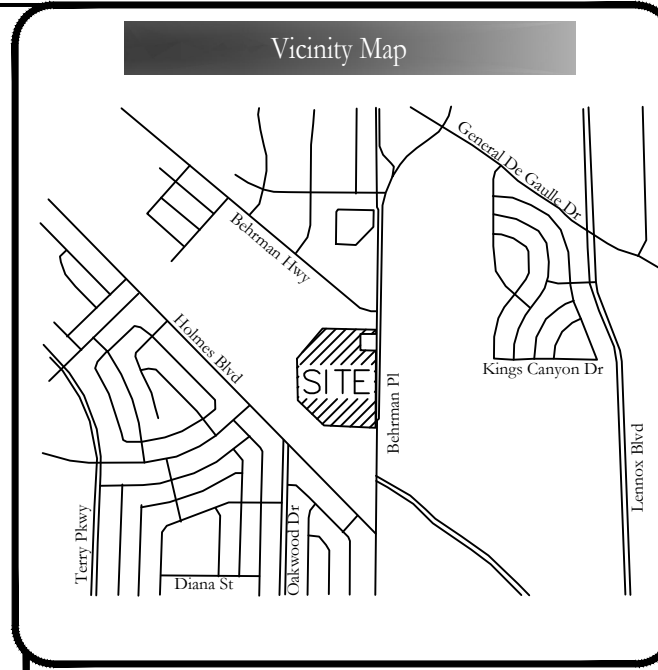 Vicinity Map
General De Gaulle Dr
Behrman Hwy
Holmes Blvd
SITE
Kings Canyon Dr
Behrman Pl
Lennox Blvd
Terry Pkwy
Diana St
Oakwood Dr